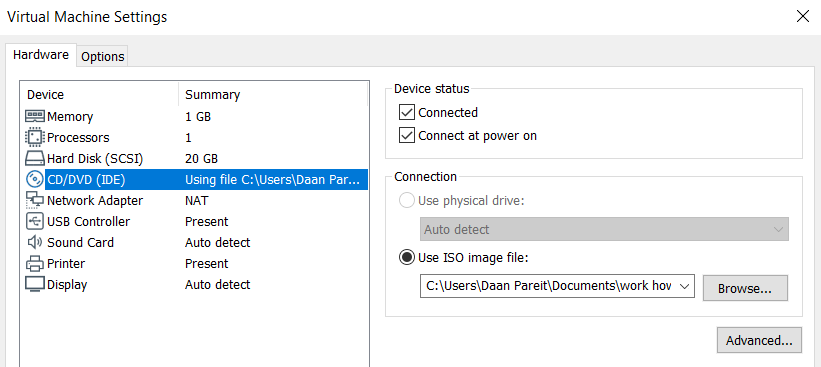 Virtual Machine Settings
Hardware Options
Device Summary
Memory 1 GB
Processors 1
Hard Disk (SCSI) 20 GB
CD/DVD (IDE) Using file C:\Users\Daan Par...
Network Adapter NAT
USB Controller Present
Sound Card Auto detect
Printer Present
Display Auto detect
Device status
Connected
Connect at power on
Connection
Use physical drive:
Auto detect
Use ISO image file:
C:\Users\Daan Pareit\Documents\work how
Browse...
Advanced...